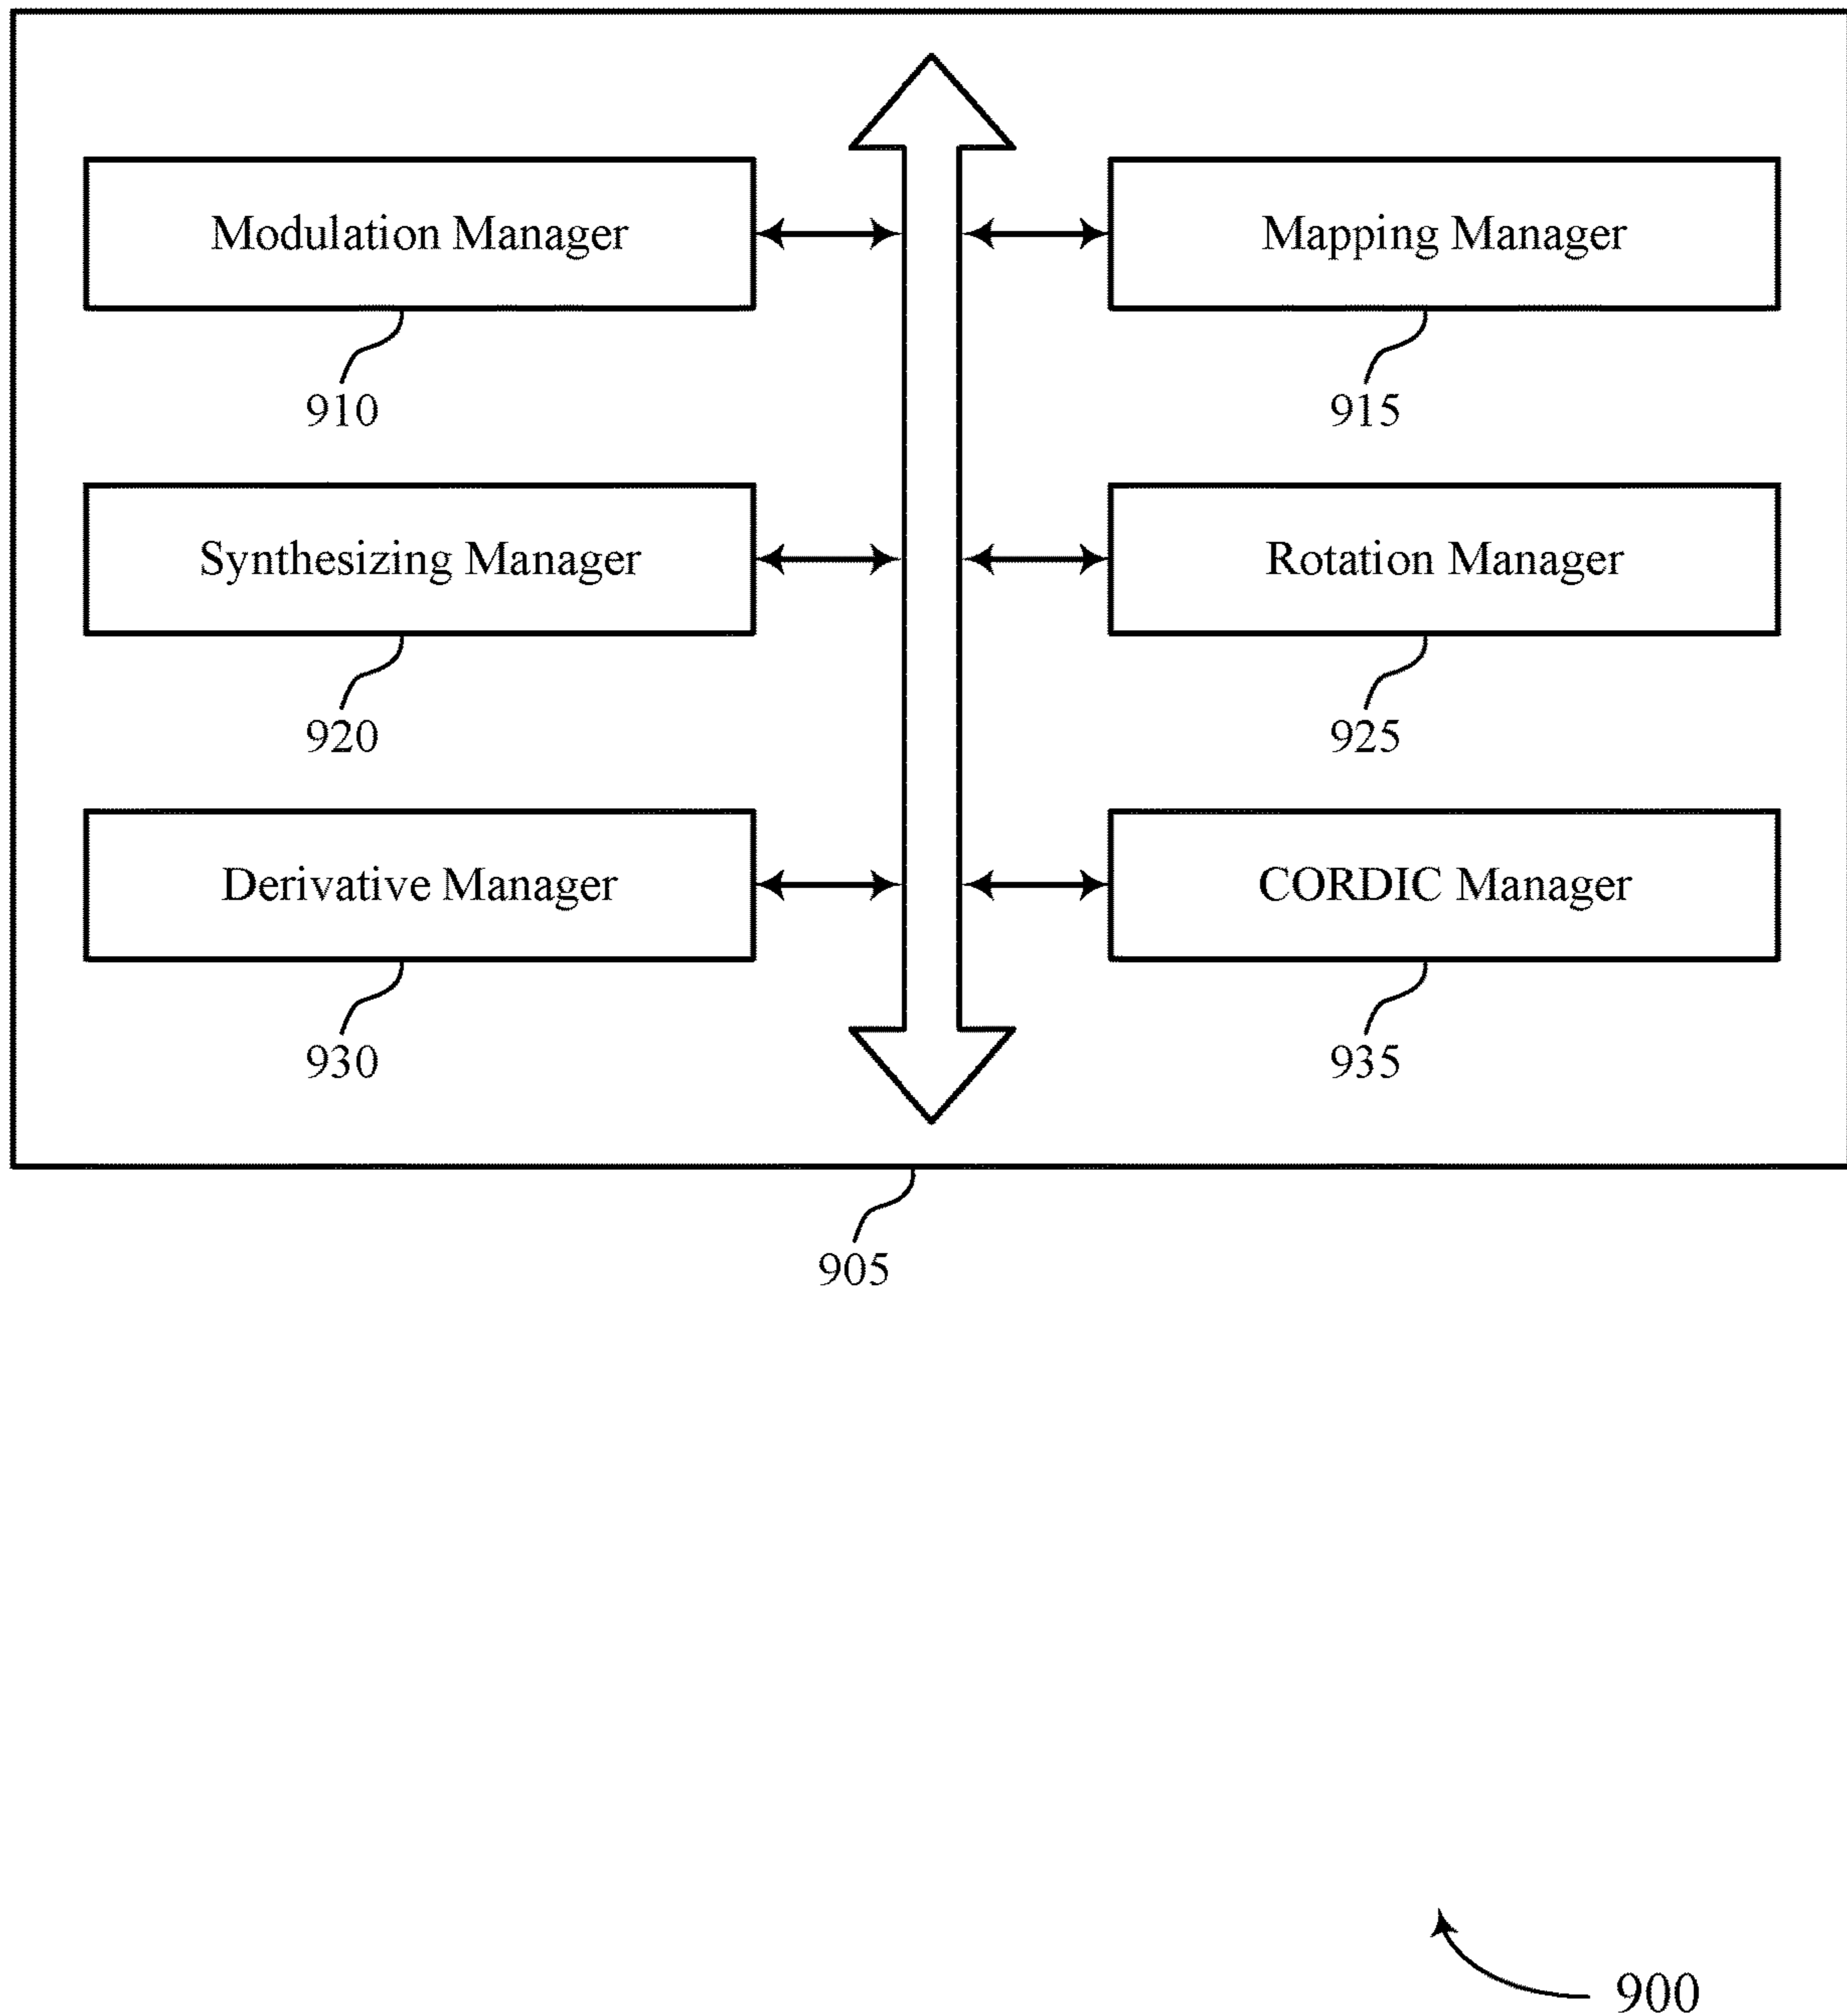 Modulation Manager
Mapping Manager
910
915
Synthesizing Manager
Rotation Manager
920
925
Derivative Manager
CORDIC Manager
930
935
905
900